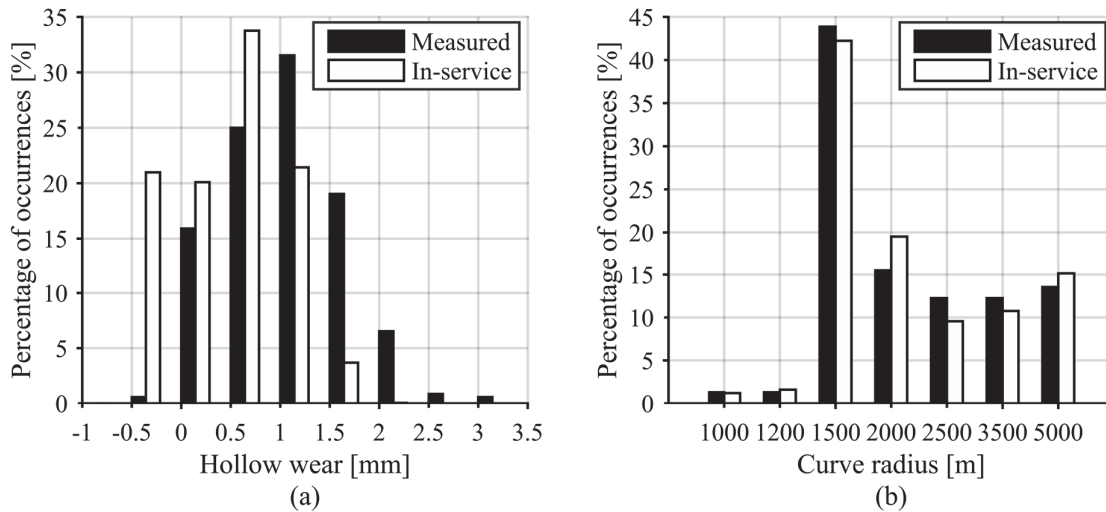 35
30
25
20
15
10
5
0
Percentage of occurrences [%]
Measured
In-service
-1 -0.5 0 0.5 1 1.5 2 2.5 3 3.5
Hollow wear [mm]
(a)
45
40
35
30
25
20
15
10
5
0
Percentage of occurrences [%]
Measured
In-service
1000 1200 1500 2000 2500 3500 5000
Curve radius [m]
(b)